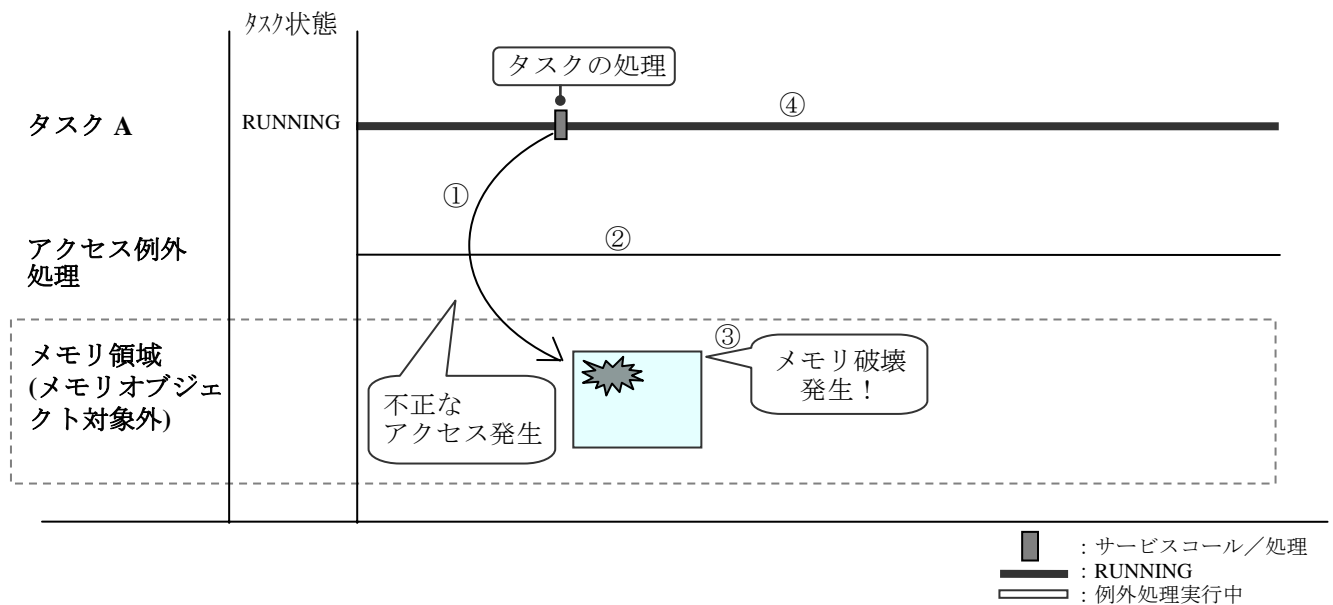 ﾀｽｸ状態
タスクの処理
タスク A
RUNNING
④
①
アクセス例外
処理
②
メモリ領域
(メモリオブジェ
クト対象外)
不正な
アクセス発生
③
メモリ破壊
発生！
：サービスコール／処理
：RUNNING
：例外処理実行中